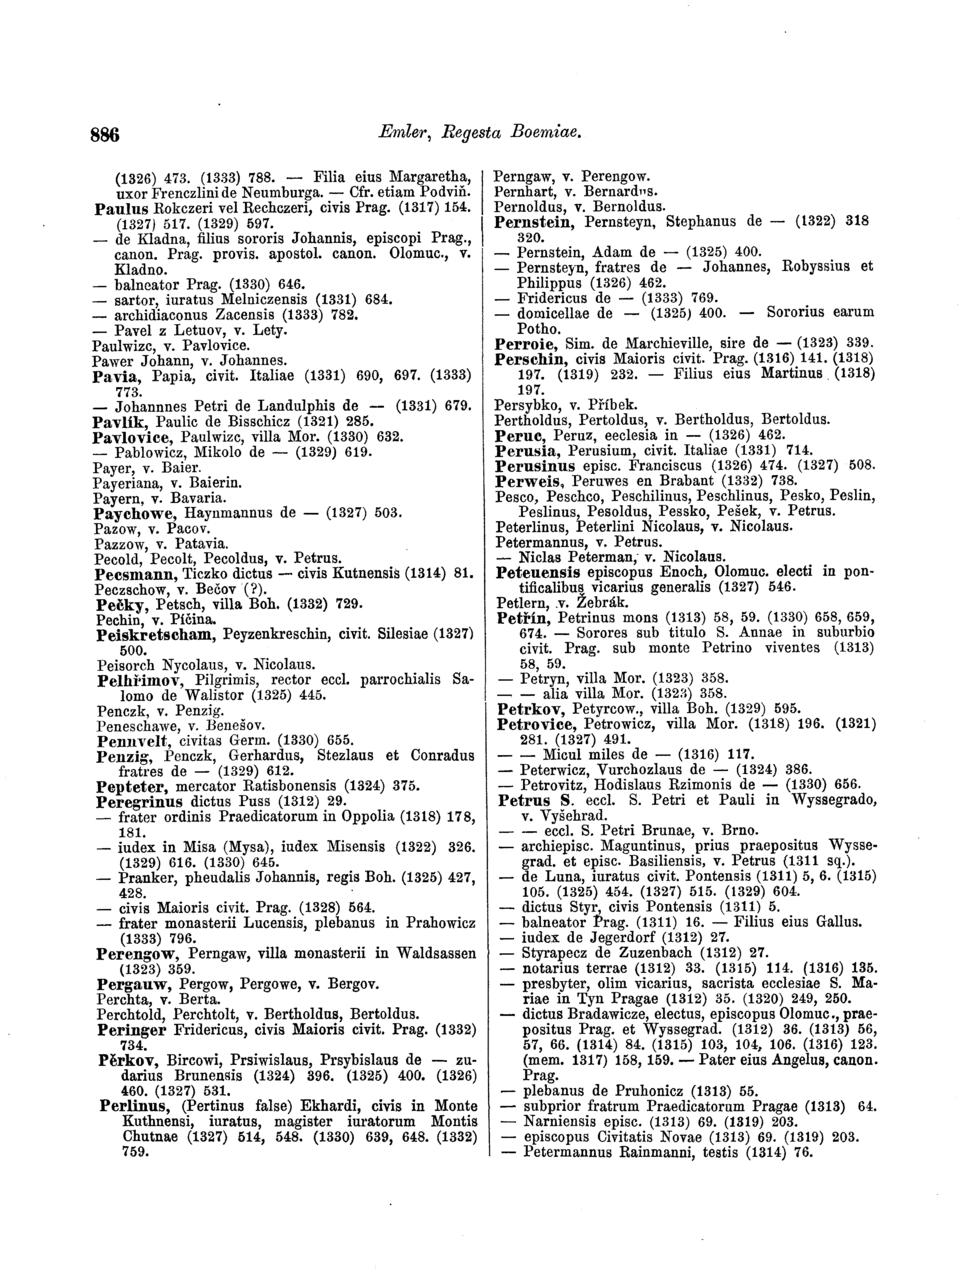 886
Emler, Regesta Boemiae.
(1326) 473. (1333) 788. — Filia eius Margaretha,
uxor Frenczlini de Neumburga. — Cfr. etiam Podviň.
Paulus Rokczeri vel Rechczeri, civis Prag. (1317) 154.
(1327) 517. (1329) 597.
— de Kladna, filius sororis Johannis, episcopi Prag.,
canon. Prag. provis. apostol. canon. Olomuc., v.
Kladno.
— balneator Prag. (1330) 646.
— sartor, iuratus Melniczensis (1331) 684.
— archidiaconus Zacensis (1333) 782.
— Pavel z Letuov, v. Lety.
Paulwizc, v. Pavlovice.
Pawer Johann, v. Johannes.
Pavia, Papia, civit. Italiae (1331) 690, 697. (1333)
773.
— Johannnes Petri de Landulphis de — (1331) 679.
Pavlík, Paulic de Bisschicz (1321) 285.
Pavlovice, Paulwizc, villa Mor. (1330) 632.
— Pablowicz, Mikolo de — (1329) 619.
Payer, v. Baier.
Payeriana, v. Baierin.
Payern, v. Bavaria.
Paychowe, Haynmannus de — (1327) 503.
Pazow, v. Pacov.
Pazzow, v. Patavia.
Pecold, Pecolt, Pecoldus, v. Petrus.
Pecsmann, Ticzko dictus — civis Kutnensis (1314) 81.
Peczschow, v. Bečov (?).
Pečky, Petsch, villa Boh. (1332) 729.
Pechin, v. Pičina.
Peiskretscham, Peyzenkreschin, civit. Silesiae (1327)
500.
Peisorch Nycolaus, v. Nicolaus.
Pelhřimov, Pilgrimis, rector eccl. parrochialis Sa-
lomo de Walistor (1325) 445.
Penczk, v. Penzig.
Peneschawe, v. Benešov.
Pennvelt, civitas Germ. (1330) 655.
Penzig, Penczk, Gerhardus, Stezlaus et Conradus
fratres de — (1329) 612.
Pepteter, mercator Ratisbonensis (1324) 375.
Peregrinus dictus Puss (1312) 29.
— frater ordinis Praedicatorum in Oppolia (1318) 178,
181.
— iudex in Misa (Mysa), iudex Misensis (1322) 326.
(1329) 616. (1330) 645.
— Pranker, pheudalis Johannis, regis Boh. (1325) 427,
428.
— civis Maioris civit. Prag. (1328) 564.
— frater monasterii Lucensis, plebanus in Prahowicz
(1333) 796.
Perengow, Perngaw, villa monasterii in Waldsassen
(1323) 359.
Pergauw, Pergow, Pergowe, v. Bergov.
Perchta, v. Berta.
Perchtold, Perchtolt, v. Bertholdus, Bertoldus.
Peringer Fridericus, civis Maioris civit. Prag. (1332)
734.
Pěrkov, Bircowi, Prsiwislaus, Prsybislaus de — zu-
darius Brunensis (1324) 396. (1325) 400. (1326)
460. (1327) 531.
Perlinus, (Pertinus false) Ekhardi, civis in Monte
Kuthnensi, iuratus, magister iuratorum Montis
Chutnae (1327) 514, 548. (1330) 639, 648. (1332)
759.
Perngaw, v. Perengow.
Pernhart, v. Bernardus.
Pernoldus, v. Bernoldus.
Pernstein, Pernsteyn, Stephanus de — (1322) 318
320.
— Pernstein, Adam de — (1325) 400.
— Pernsteyn, fratres de — Johannes, Robyssius et
Philippus (1326) 462.
— Fridericus de — (1333) 769.
— domicellae de — (1325) 400. — Sororius earum
Potho.
Perroie, Sim. de Marchieville, sire de — (1323) 339.
Perschin, civis Maioris civit. Prag. (1316) 141. (1318)
197. (1319) 232. — Filius eius Martinus (1318)
197.
Persybko, v. Příbek.
Pertholdus, Pertoldus, v. Bertholdus, Bertoldus.
Peruc, Peruz, ecclesia in — (1326) 462.
Perusia, Perusium, civit. Italiae (1331) 714.
Perusinus episc. Franciscus (1326) 474. (1327) 508.
Perweis, Peruwes en Brabant (1332) 738.
Pesco, Peschco, Peschilinus, Peschlinus, Pesko, Peslin,
Peslinus, Pesoldus, Pessko, Pešek, v. Petrus.
Peterlinus, Peterlini Nicolaus, v. Nicolaus.
Petermannus, v. Petrus.
— Niclas Peterman, v. Nicolaus.
Peteuensis episcopus Enoch, Olomuc. electi in pon-
tificalibus vicarius generalis (1327) 546.
Petlern, v. Žebrák.
Petřín, Petrinus mons (1313) 58, 59. (1330) 658, 659,
674. — Sorores sub titulo S. Annae in suburbio
civit. Prag. sub monte Petrino viventes (1313)
58, 59.
— Petryn, villa Mor. (1323) 358.
— — alia villa Mor. (1323) 358.
Petrkov, Petyrcow., villa Boh. (1329) 595.
Petrovice, Petrowicz, villa Mor. (1318) 196. (1321)
281. (1327) 491.
— — Micul miles de — (1316) 117.
— Peterwicz, Vurchozlaus de — (1324) 386.
— Petrovitz, Hodislaus Rzimonis de — (1330) 656.
Petrus S. eccl. S. Petri et Pauli in Wyssegrado,
v. Vyšehrad.
— — eccl. S. Petri Brunae, v. Brno.
— archiepisc. Maguntinus, prius praepositus Wysse-
grad. et episc. Basiliensis, v. Petrus (1311 sq.).
— de Luna, iuratus civit. Pontensis (1311) 5, 6. (1315)
105. (1325) 454. (1327) 515. (1329) 604.
— dictus Styr, civis Pontensis (1311) 5.
— balneator Prag. (1311) 16. — Filius eius Gallus.
— iudex de Jegerdorf (1312) 27.
— Styrapecz de Zuzenbach (1312) 27.
— notarius terrae (1312) 33. (1315) 114. (1316) 135.
— presbyter, olim vicarius, sacrista ecclesiae S. Ma-
riae in Tyn Pragae (1312) 35. (1320) 249, 250.
— dictus Bradawicze, electus, episcopus Olomuc., prae-
positus Prag. et Wyssegrad. (1312) 36. (1313) 56,
57, 66. (1314) 84. (1315) 103, 104, 106. (1316) 123.
(mem. 1317) 158, 159. — Pater eius Angelus, canon.
Prag.
— plebanus de Pruhonicz (1313) 55.
— subprior fratrum Praedicatorum Pragae (1313) 64.
— Narniensis episc. (1313) 69. (1319) 203.
— episcopus Civitatis Novae (1313) 69. (1319) 203.
— Petermannus Rainmanni, testis (1314) 76.